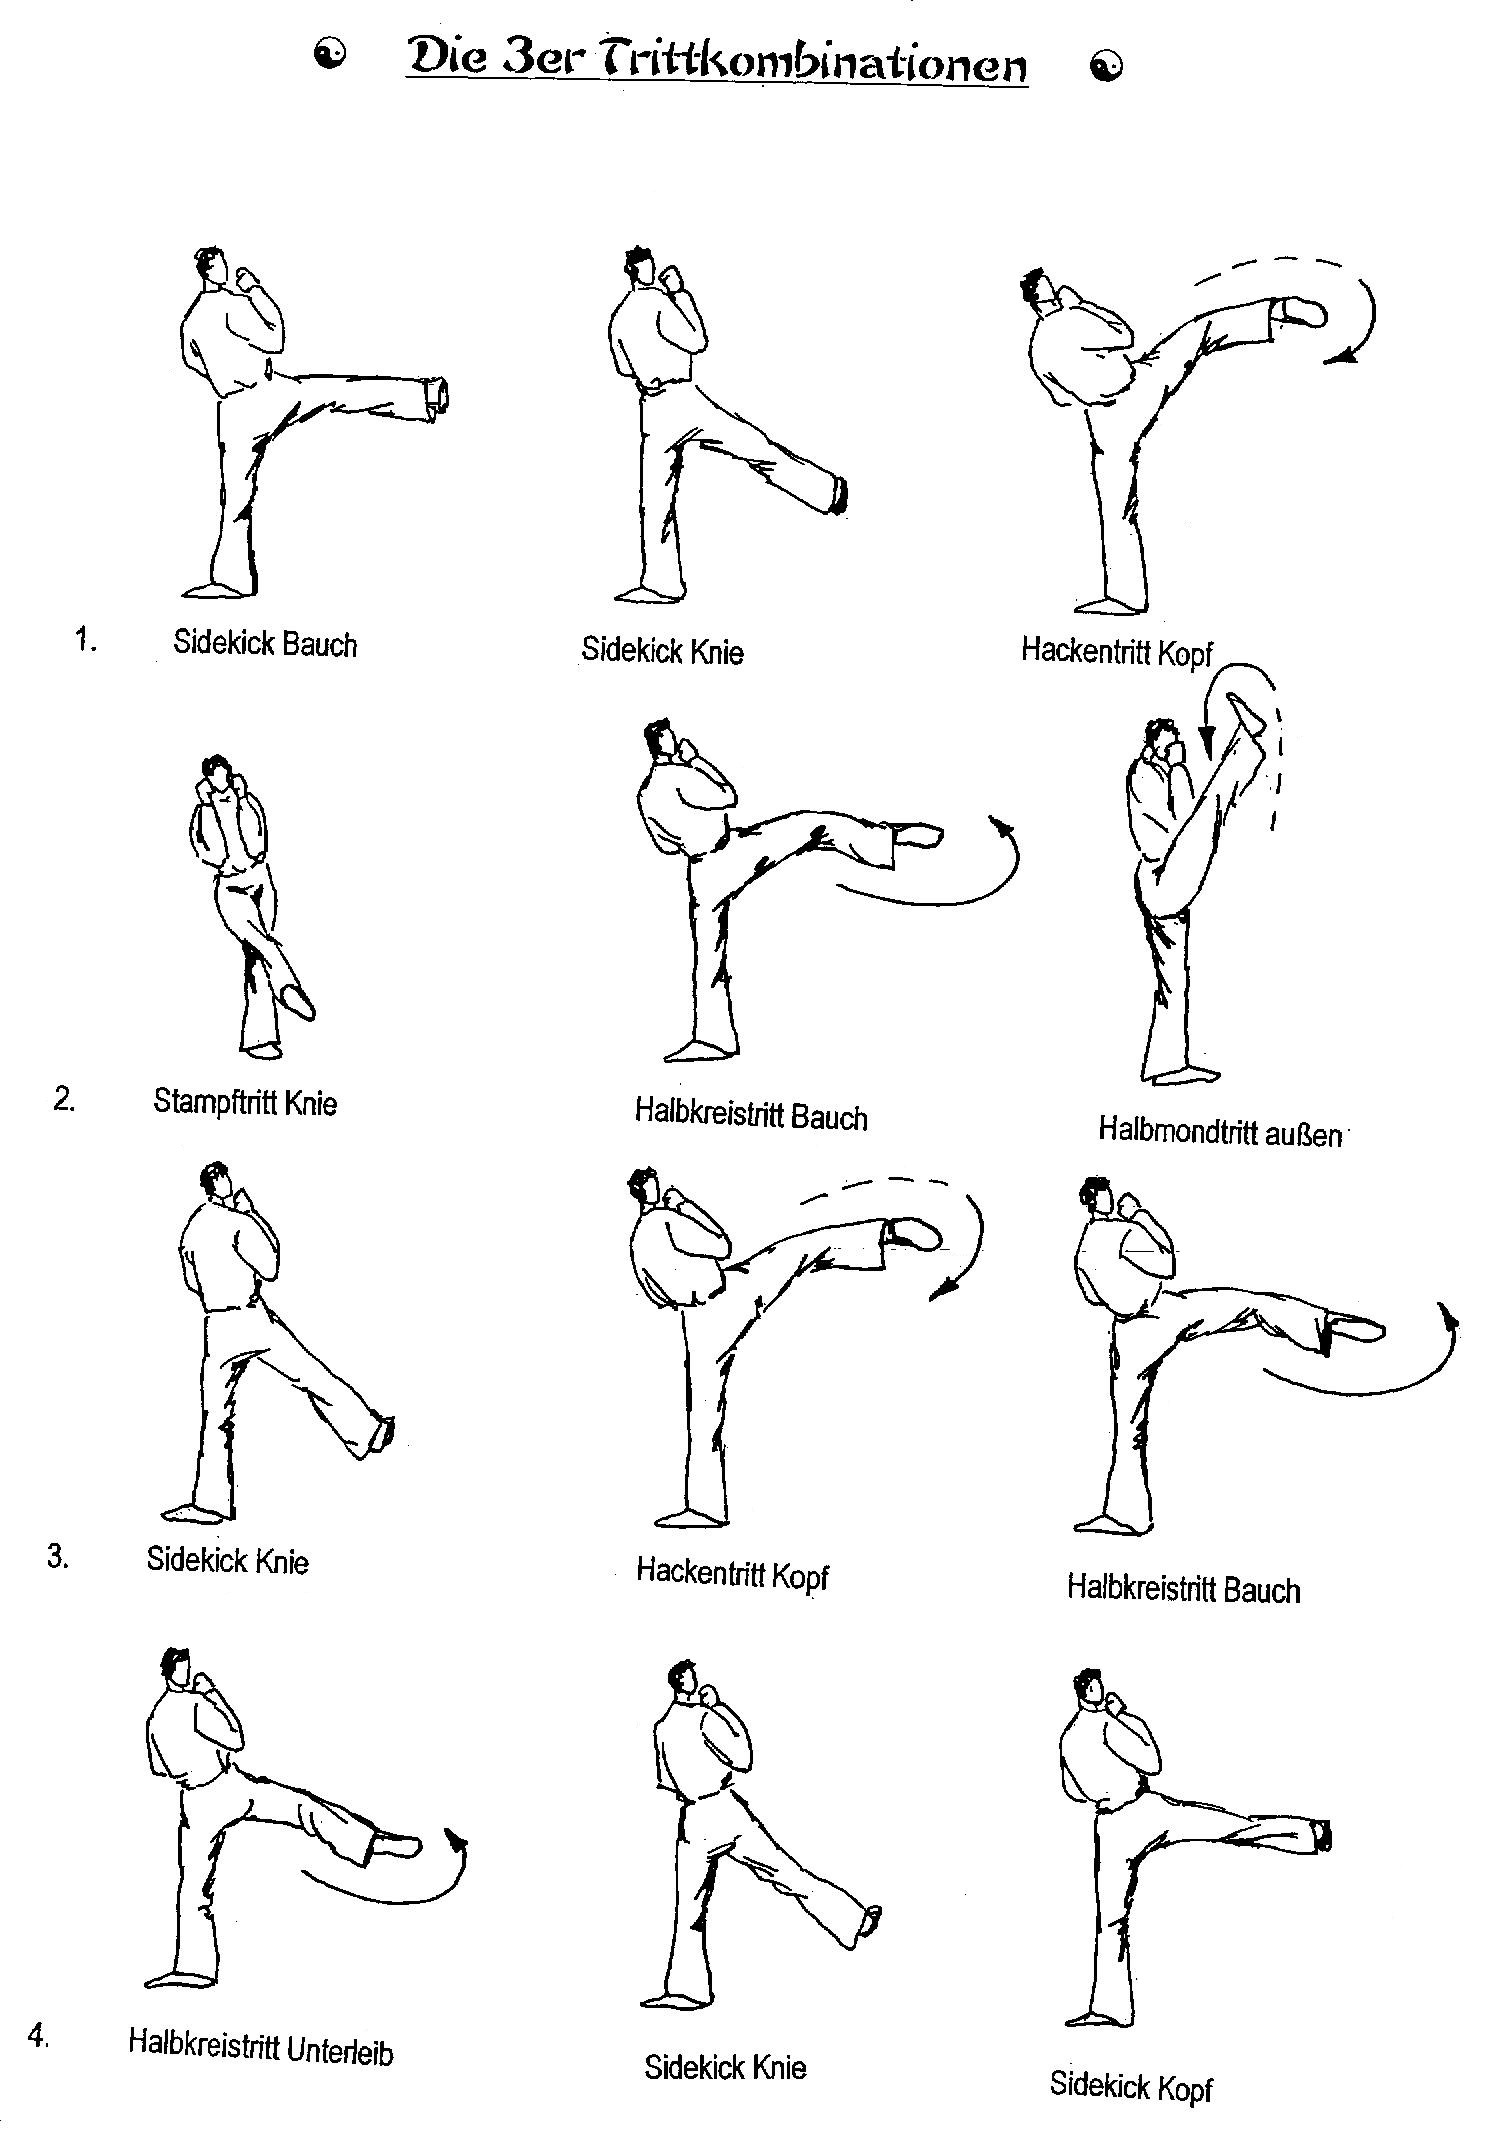 Die 3er Trittkombinationen
1. Sidekick Bauch Sidekick Knie Hackentritt Kopf
2. Stampftritt Knie Halbkreistritt Bauch Halbmondtritt außen
3. Sidekick Knie Hackentritt Kopf Halbkreistritt Bauch
4. Halbkreistritt Unterleib Sidekick Knie Sidekick Kopf